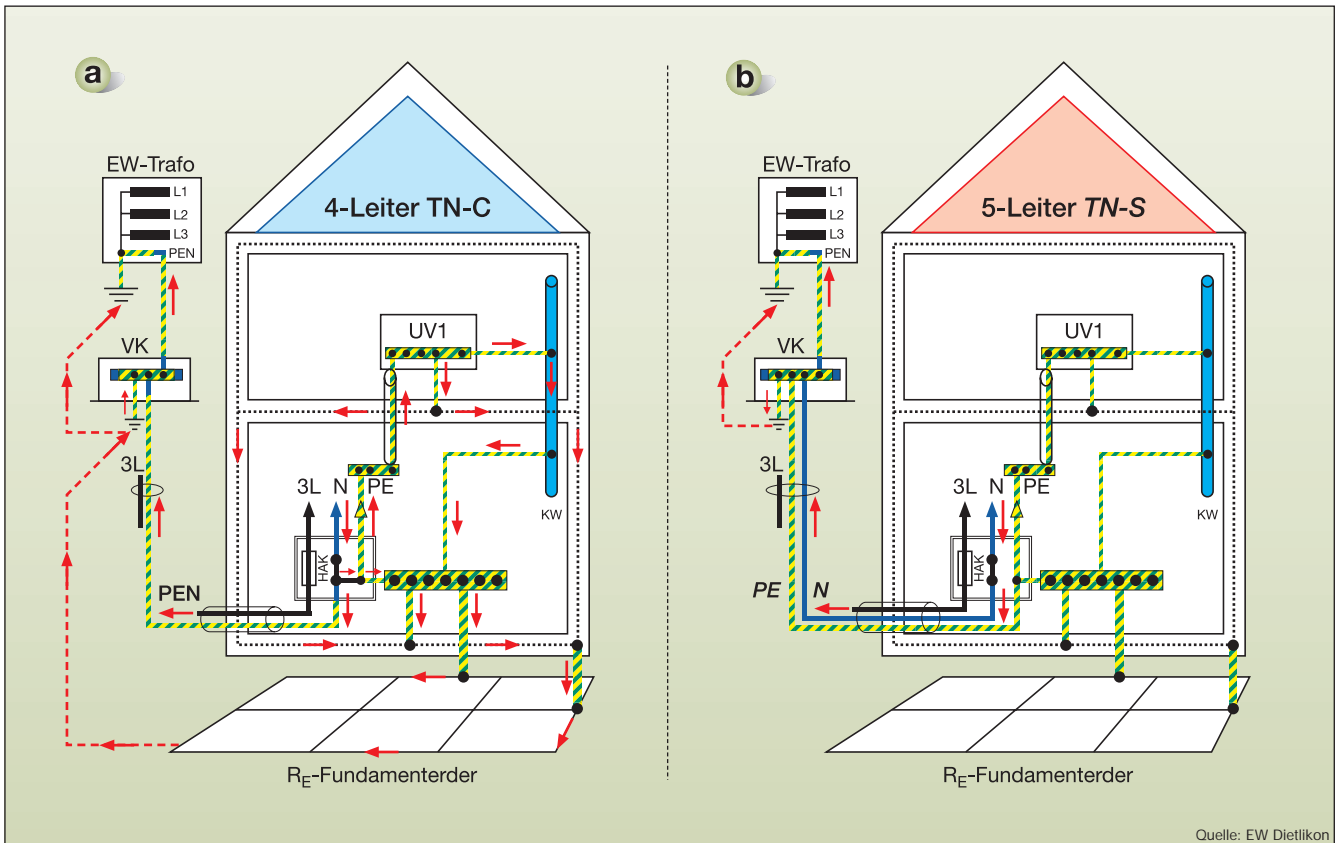 a
EW-Trafo
L1
L2
L3
PEN
4-Leiter TN-C
UV1
VK
3L
3L N PE
HAK
KW
PEN
R_E-Fundamenterder
b
EW-Trafo
L1
L2
L3
PEN
5-Leiter TN-S
UV1
VK
3L
3L N PE
HAK
KW
PE N
R_E-Fundamenterder
Quelle: EW Dietlikon